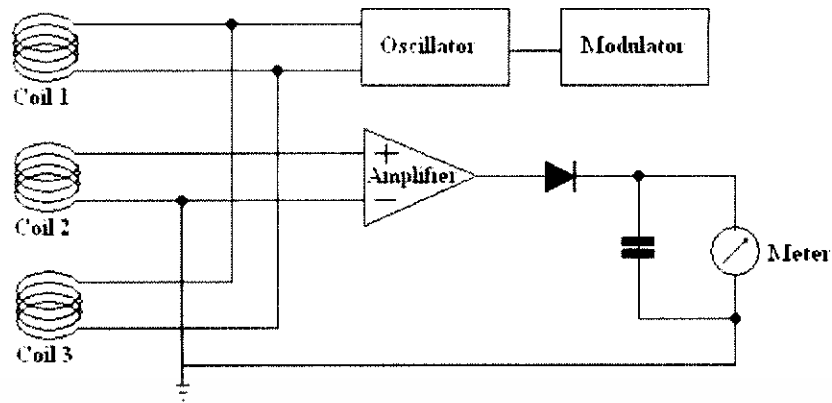 Oscillator
Modulator
Coil 1
+
Amplifier
−
Coil 2
Meter
Coil 3